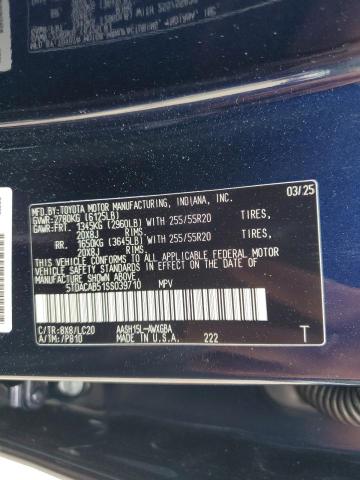 MFD.BY:TOYOTA MOTOR MANUFACTURING, INDIANA, INC.
GVWR:2780KG (6125LB) 03/25
GAWR:FRT. 1345KG (2960LB) WITH 255/55R20 TIRES,
20X8J RIMS
RR. 1650KG (3645LB) WITH 255/55R20 TIRES,
20X8J RIMS
THIS VEHICLE CONFORMS TO ALL APPLICABLE FEDERAL MOTOR
VEHICLE SAFETY STANDARDS
IN EFFECT ON THE DATE OF MANUFACTURE SHOWN ABOVE.
5TDACAB51SS039710 MPV
C/TR:8X8/LC20 AASH15L-AWXGBA
A/TM:/PB10 MADE IN U.S.A. 222 T